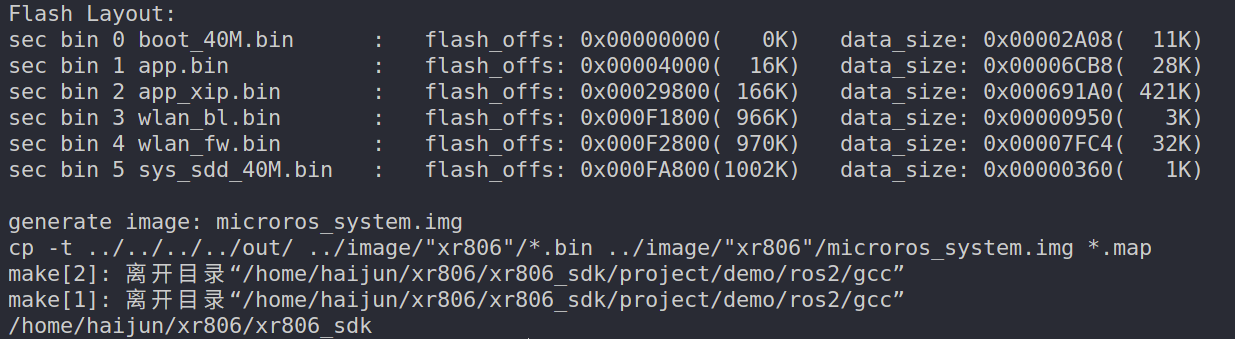 Flash Layout:
sec bin 0 boot_40M.bin      :   flash_offs: 0x00000000(   0K)   data_size: 0x00002A08(  11K)
sec bin 1 app.bin           :   flash_offs: 0x00004000(  16K)   data_size: 0x00006CB8(  28K)
sec bin 2 app_xip.bin       :   flash_offs: 0x00029800( 166K)   data_size: 0x000691A0( 421K)
sec bin 3 wlan_bl.bin       :   flash_offs: 0x000F1800( 966K)   data_size: 0x00000950(   3K)
sec bin 4 wlan_fw.bin       :   flash_offs: 0x000F2800( 970K)   data_size: 0x00007FC4(  32K)
sec bin 5 sys_sdd_40M.bin   :   flash_offs: 0x000FA800(1002K)   data_size: 0x00000360(   1K)
generate image: microros_system.img
cp -t ../../../../out/ ../image/"xr806"/*.bin ../image/"xr806"/microros_system.img *.map
make[2]: 离开目录“/home/haijun/xr806/xr806_sdk/project/demo/ros2/gcc”
make[1]: 离开目录“/home/haijun/xr806/xr806_sdk/project/demo/ros2/gcc”
/home/haijun/xr806/xr806_sdk